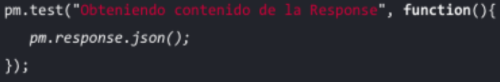 pm.test("Obteniendo contenido de la Response", function(){
pm.response.json();
});